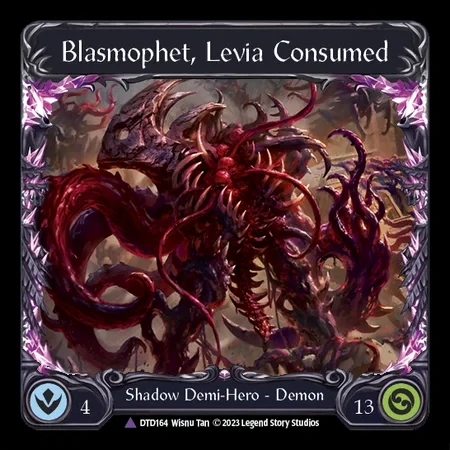 Blasmophet, Levia Consumed
Shadow Demi-Hero - Demon
4
13
DTD164 Wisnu Tan © 2023 Legend Story Studios